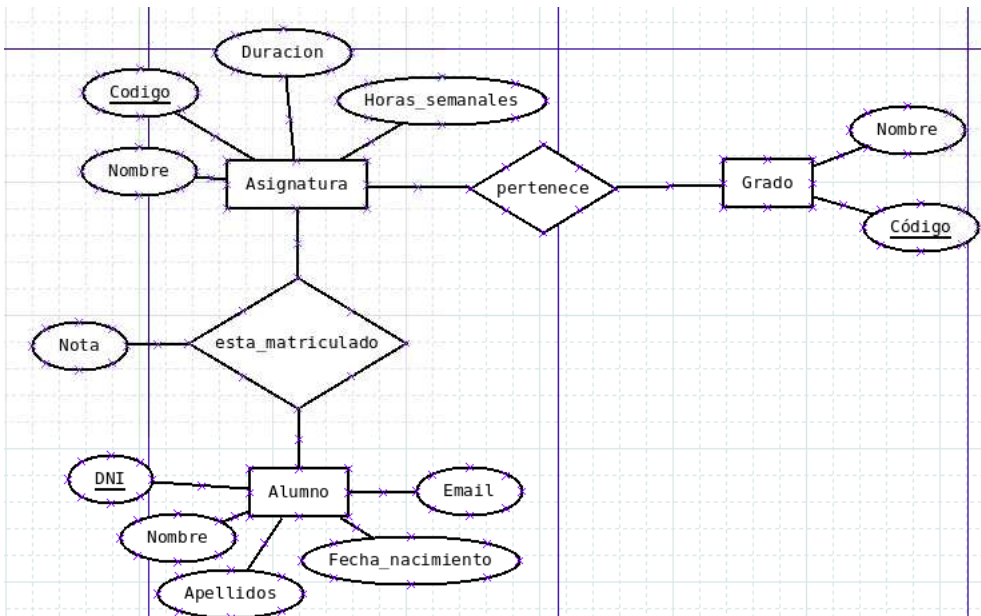 Duracion
Codigo
Horas_semanales
Nombre
Nombre
Asignatura
pertenece
Grado
Código
Nota
esta_matriculado
DNI
Alumno
Email
Nombre
Fecha_nacimiento
Apellidos